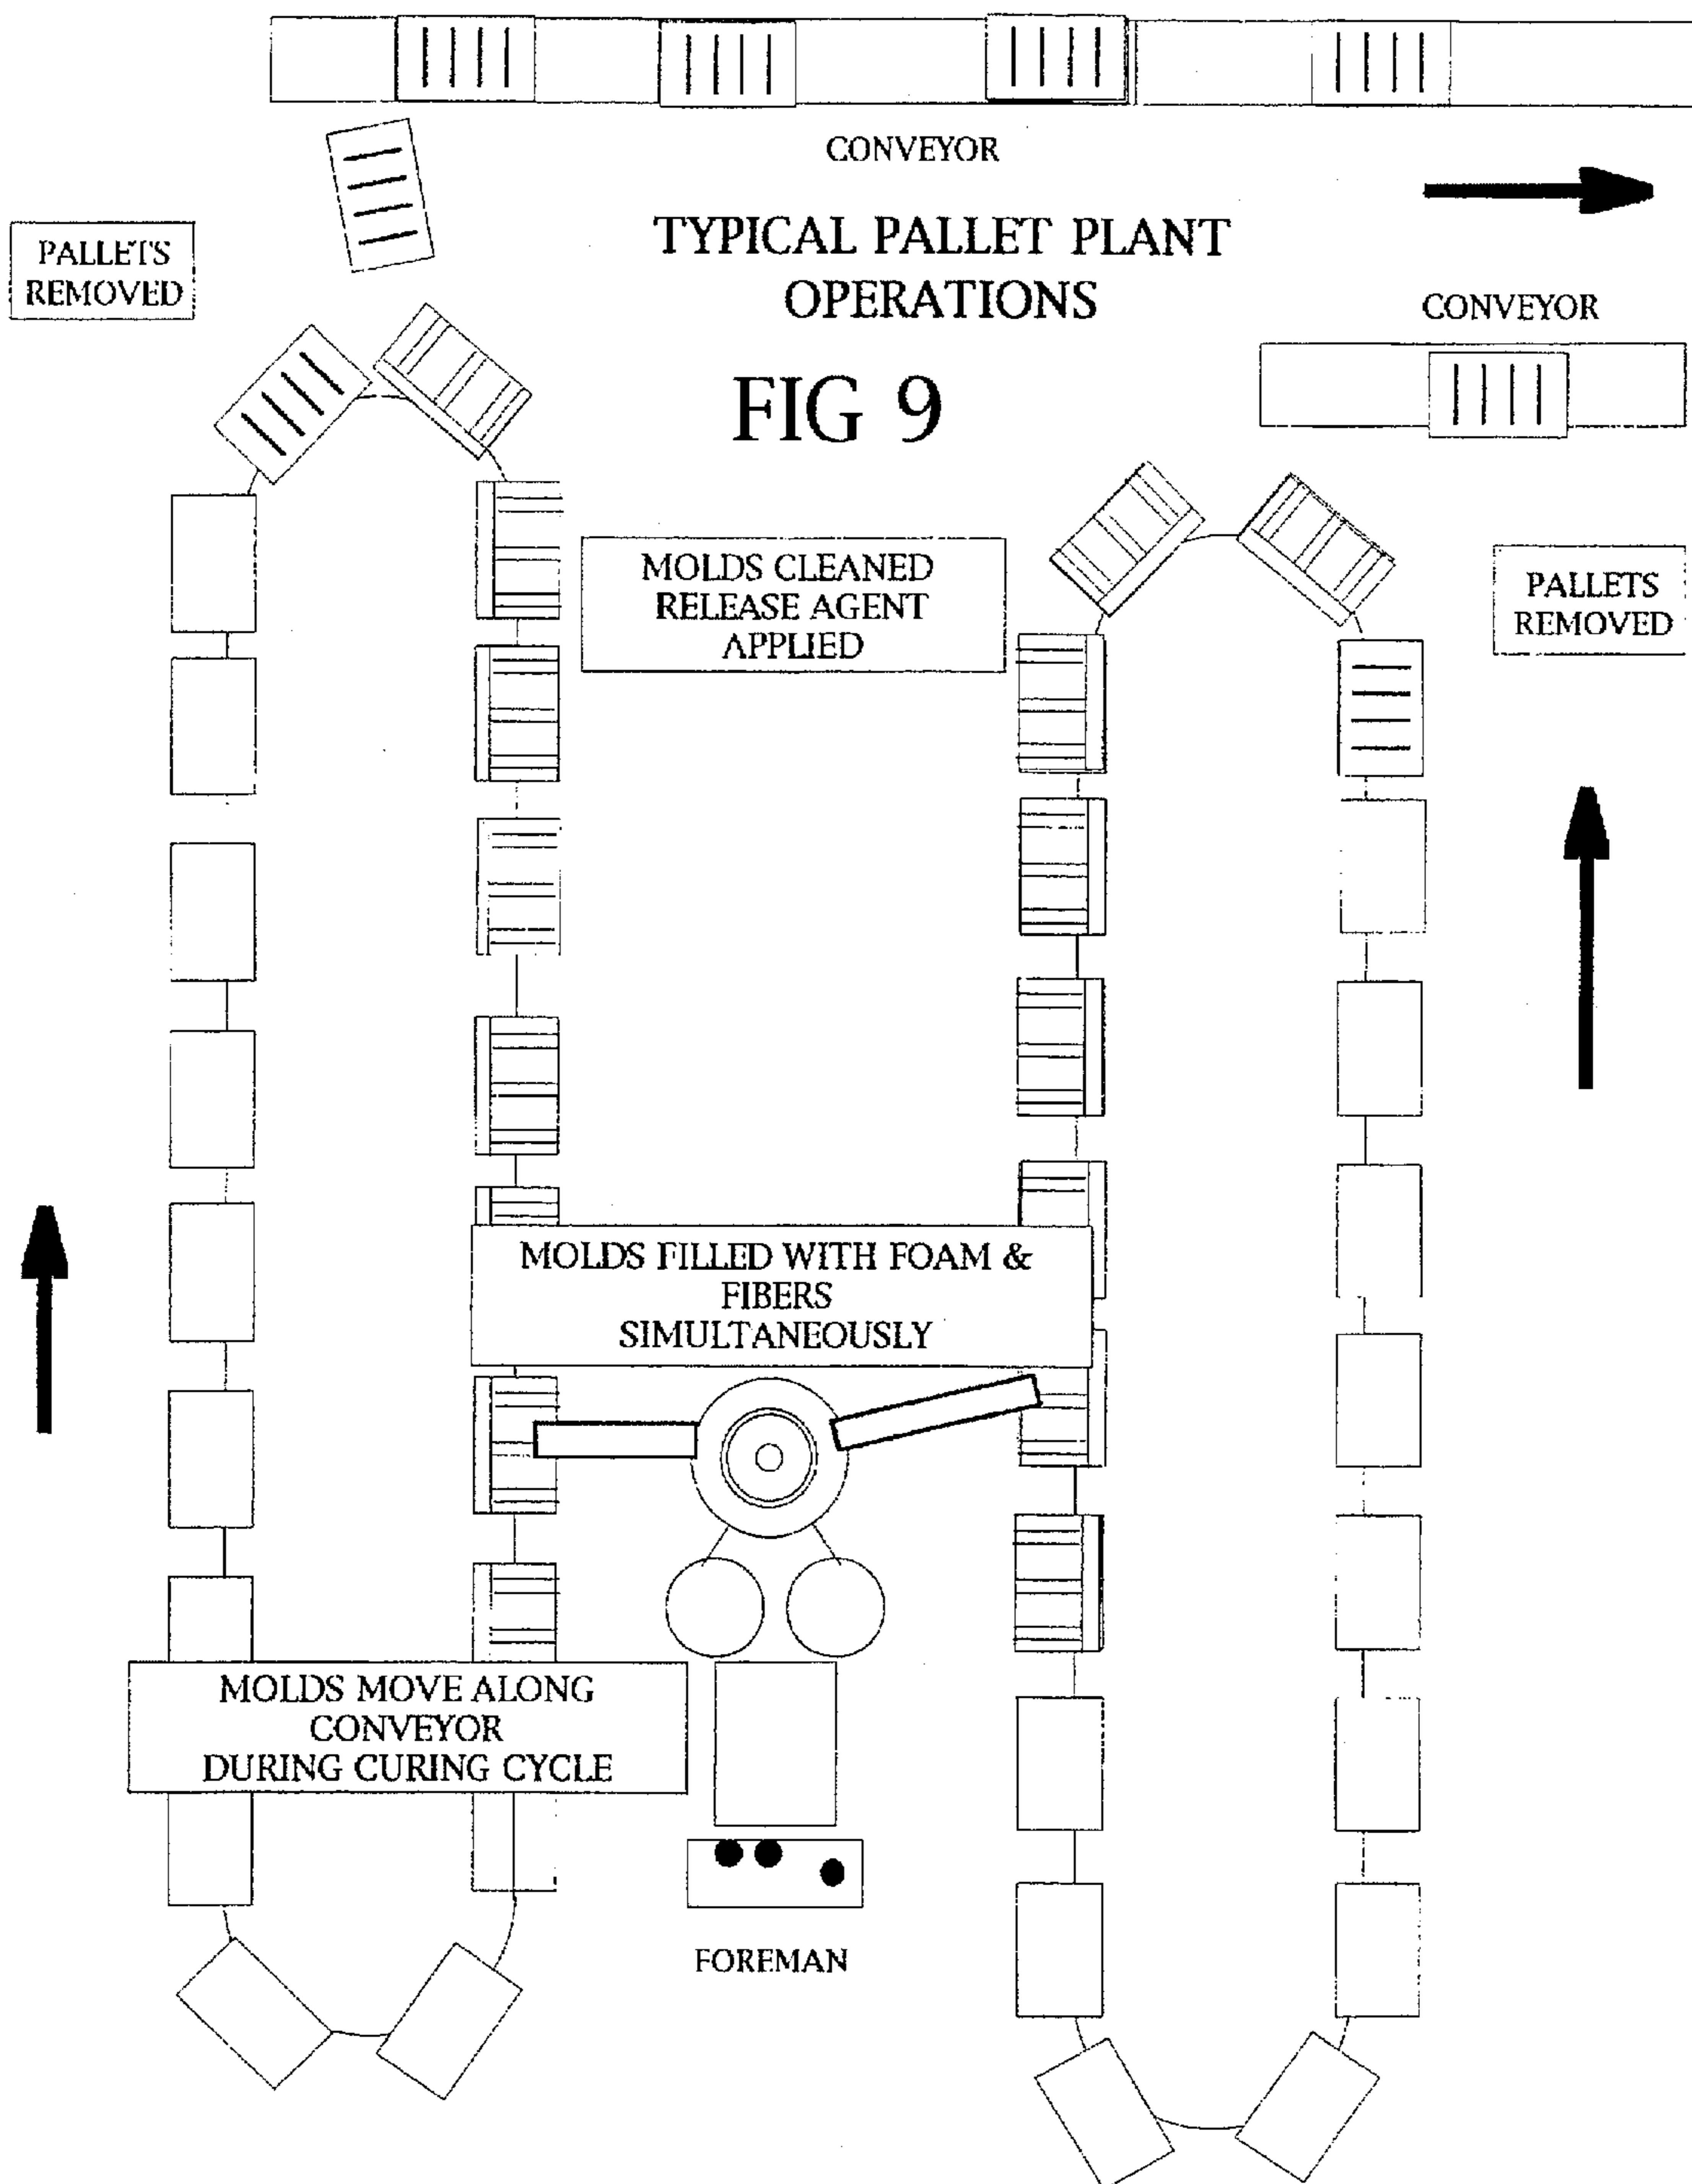 CONVEYOR
TYPICAL PALLET PLANT
OPERATIONS
FIG 9
PALLETS
REMOVED
CONVEYOR
MOLDS CLEANED
RELEASE AGENT
APPLIED
PALLETS
REMOVED
MOLDS FILLED WITH FOAM &
FIBERS
SIMULTANEOUSLY
MOLDS MOVE ALONG
CONVEYOR
DURING CURING CYCLE
FOREMAN